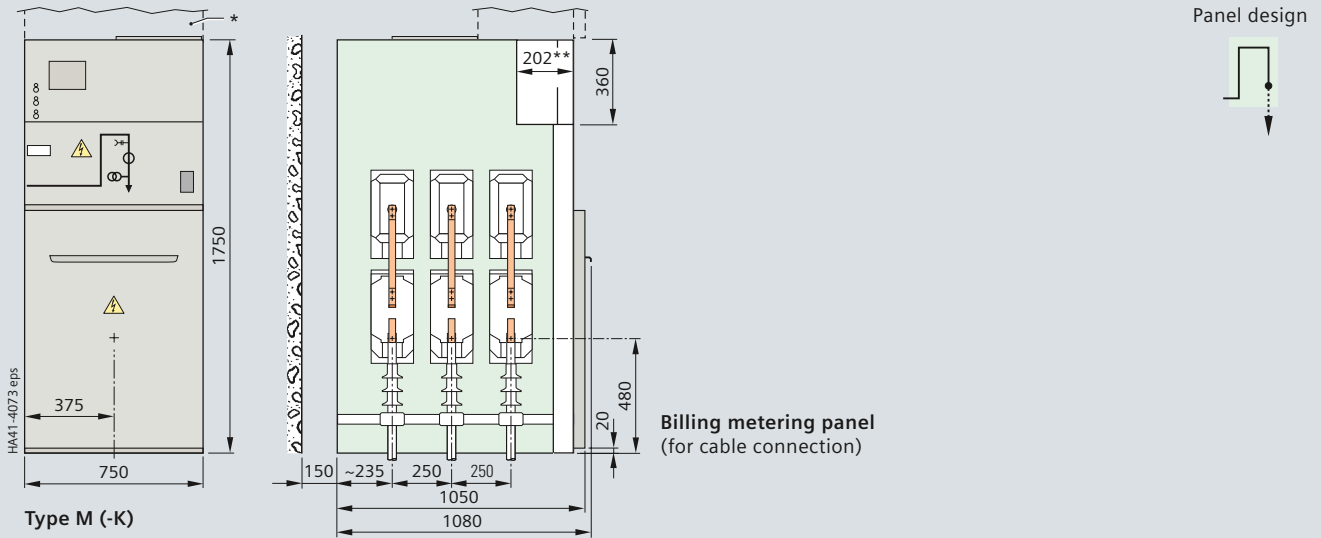 Panel design
*
202**
360
1750
HA41-4073 eps
375
480
20
Billing metering panel
(for cable connection)
750
150
~235
250
250
1050
Type M (-K)
1080